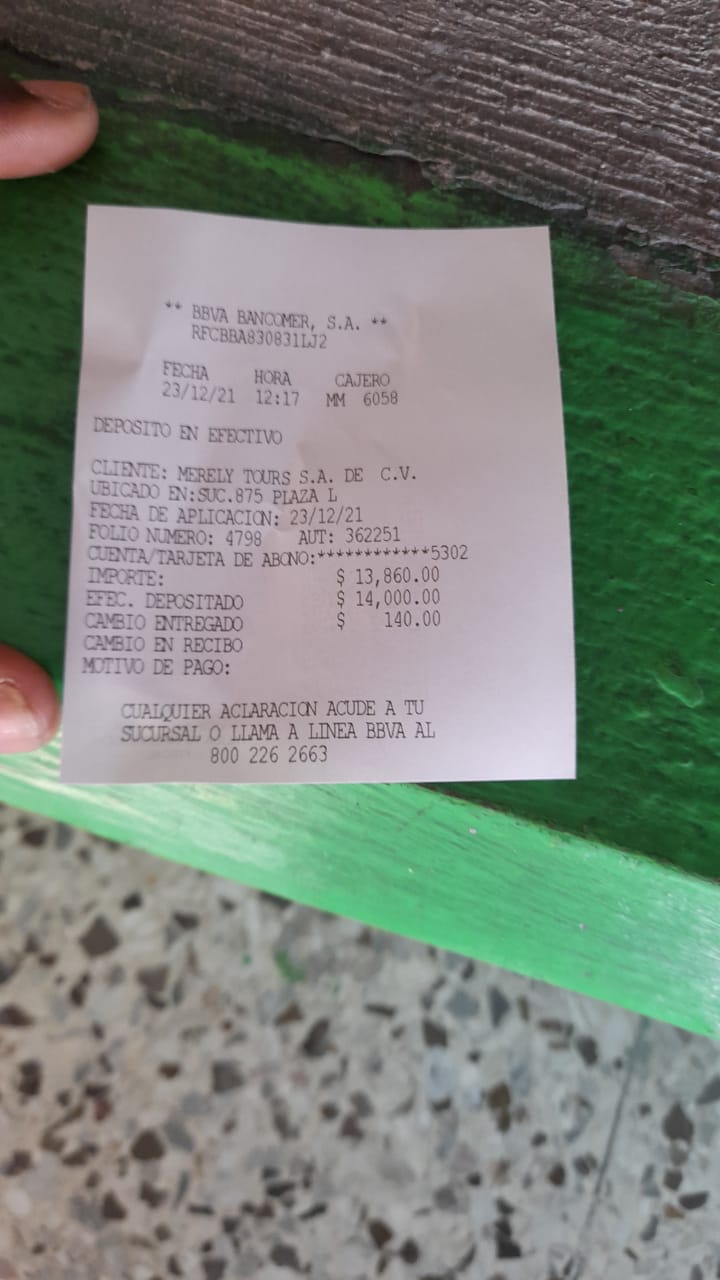 ** BBVA BANCOMER, S.A. **
RFCBBA830831LJ2
FECHA HORA CAJERO
23/12/21 12:17 MM 6058
DEPOSITO EN EFECTIVO
CLIENTE: MERELY TOURS S.A. DE C.V.
UBICADO EN:SUC.875 PLAZA L
FECHA DE APLICACION: 23/12/21
FOLIO NUMERO: 4798 AUT: 362251
CUENTA/TARJETA DE ABONO:************5302
IMPORTE: $ 13,860.00
EFEC. DEPOSITADO $ 14,000.00
CAMBIO ENTREGADO $ 140.00
CAMBIO EN RECIBO
MOTIVO DE PAGO:
CUALQUIER ACLARACION ACUDE A TU
SUCURSAL O LLAMA A LINEA BBVA AL
800 226 2663